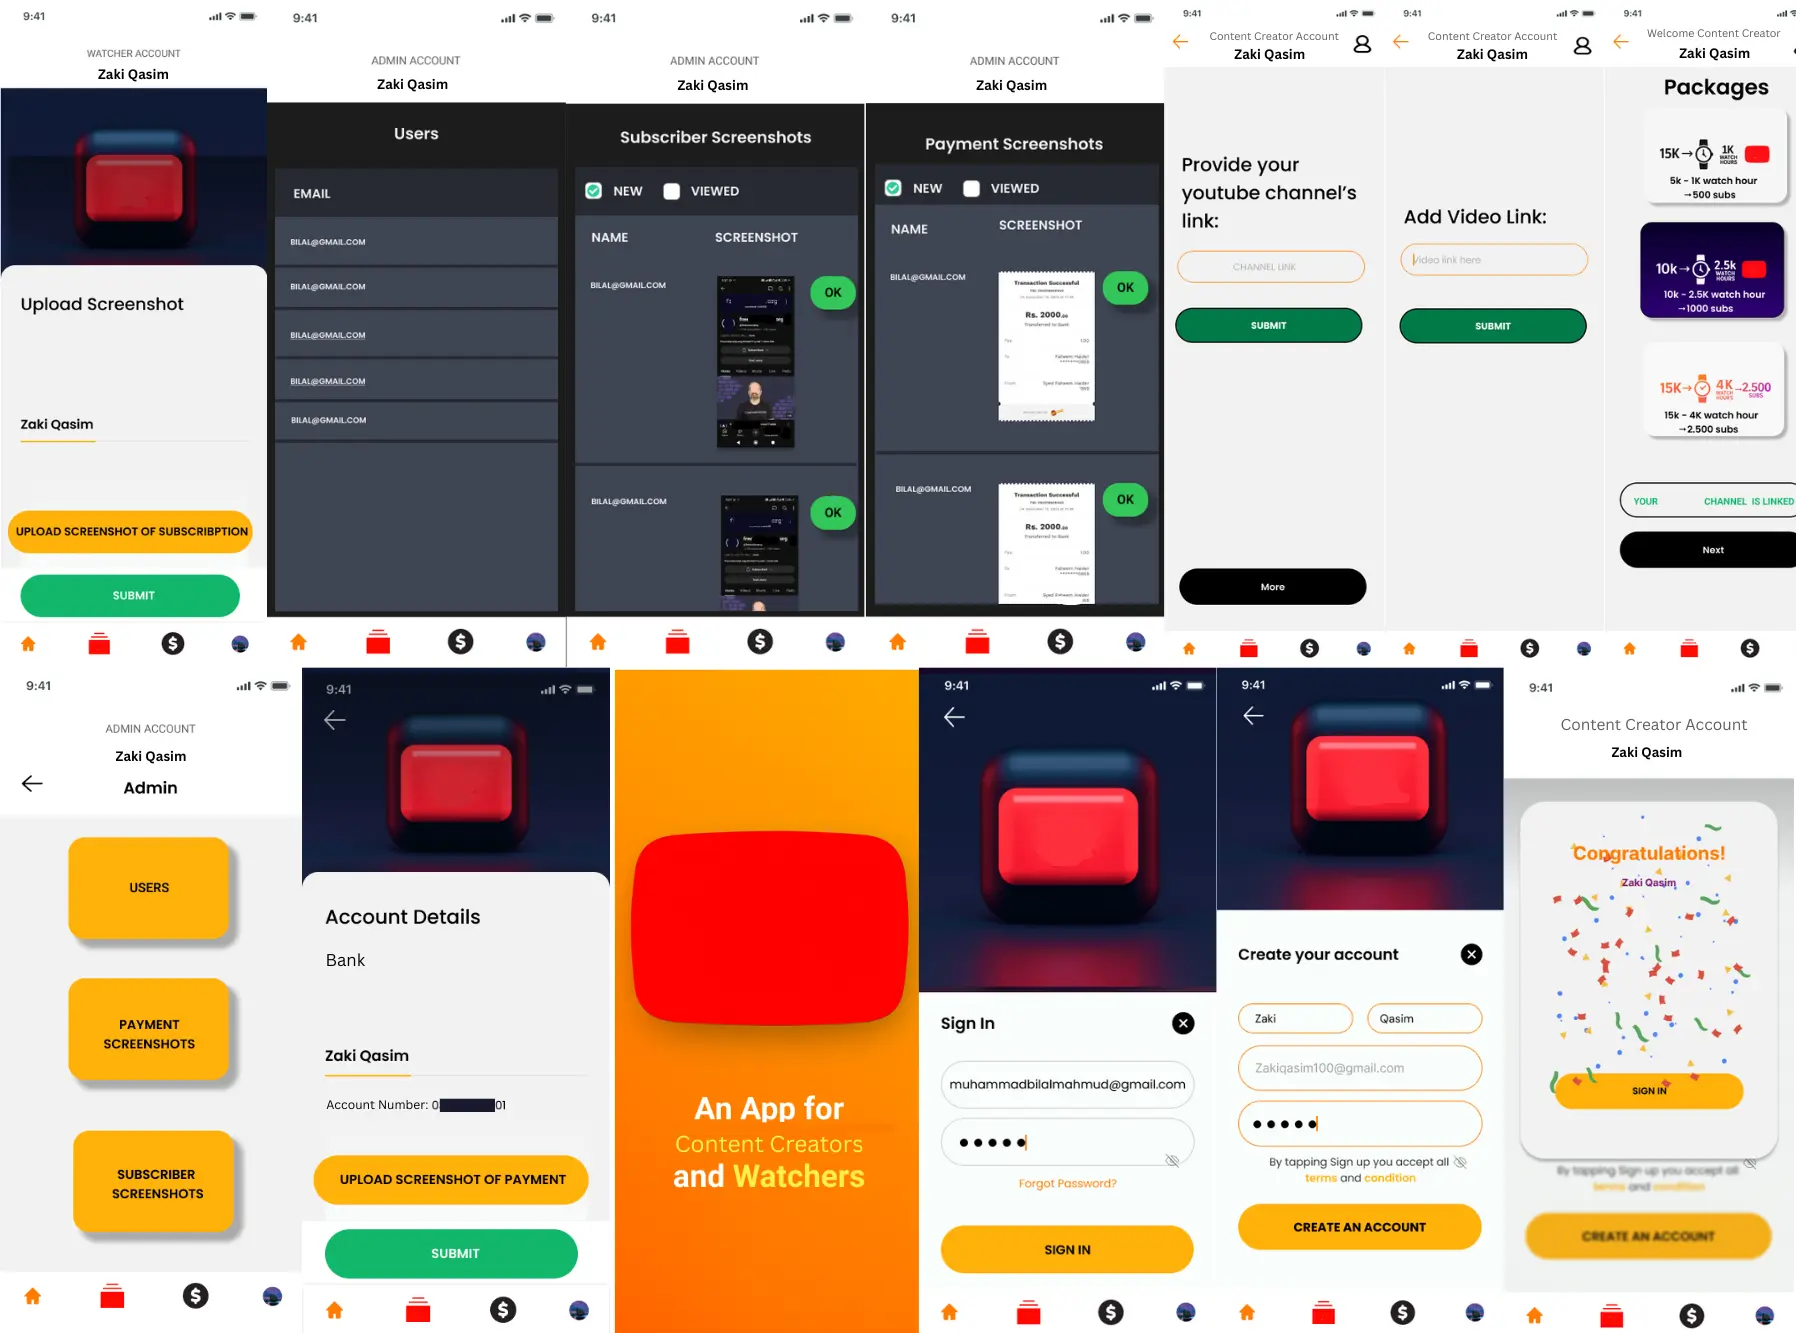 9:41
WATCHER ACCOUNT
Zaki Qasim
Upload Screenshot
Zaki Qasim
UPLOAD SCREENSHOT OF SUBSCRIBPTION
SUBMIT
9:41
ADMIN ACCOUNT
Zaki Qasim
Users
EMAIL
BILAL@GMAIL.COM
BILAL@GMAIL.COM
BILAL@GMAIL.COM
BILAL@GMAIL.COM
BILAL@GMAIL.COM
9:41
ADMIN ACCOUNT
Zaki Qasim
Subscriber Screenshots
NEW VIEWED
NAME SCREENSHOT
BILAL@GMAIL.COM
OK
BILAL@GMAIL.COM
OK
9:41
ADMIN ACCOUNT
Zaki Qasim
Payment Screenshots
NEW VIEWED
NAME SCREENSHOT
BILAL@GMAIL.COM
Transaction Successful
Rs. 2000.00
Transferred to Bank
OK
BILAL@GMAIL.COM
Transaction Successful
Rs. 2000.00
Transferred to Bank
OK
9:41
Content Creator Account
Zaki Qasim
Provide your
youtube channel's
link:
CHANNEL LINK
SUBMIT
More
9:41
Content Creator Account
Zaki Qasim
Add Video Link:
Video link here
SUBMIT
9:41
Welcome Content Creator
Zaki Qasim
Packages
15K→ 1K WATCH HOURS
5k - 1K watch hour
→500 subs
10k→ 2.5k WATCH HOURS
10k - 2.5K watch hour
→1000 subs
15K→ 4K WATCH HOURS →2.500 SUBS
15k - 4K watch hour
→2.500 subs
YOUR CHANNEL IS LINKED
Next
9:41
ADMIN ACCOUNT
Zaki Qasim
Admin
USERS
PAYMENT
SCREENSHOTS
SUBSCRIBER
SCREENSHOTS
9:41
Account Details
Bank
Zaki Qasim
Account Number: 0 01
UPLOAD SCREENSHOT OF PAYMENT
SUBMIT
An App for
Content Creators
and Watchers
9:41
Sign In
muhammadbilalmahmud@gmail.com
Forgot Password?
SIGN IN
9:41
Create your account
Zaki
Qasim
Zakiqasim100@gmail.com
By tapping Sign up you accept all
terms and condition
CREATE AN ACCOUNT
9:41
Content Creator Account
Zaki Qasim
Congratulations!
Zaki Qasim
SIGN IN
By tapping Sign up you accept all
terms and condition
CREATE AN ACCOUNT